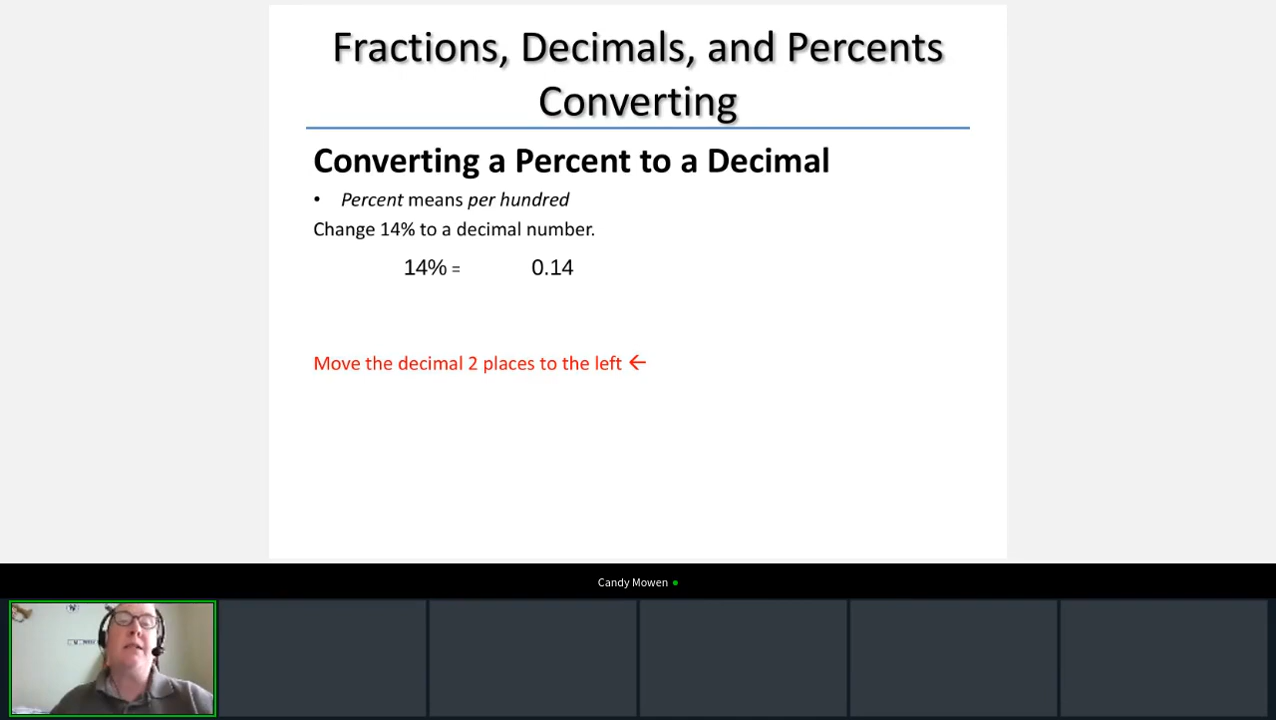 Fractions, Decimals, and Percents
Converting
Converting a Percent to a Decimal
• Percent means per hundred
Change 14% to a decimal number.
14% = 0.14
Move the decimal 2 places to the left ←
Candy Mowen